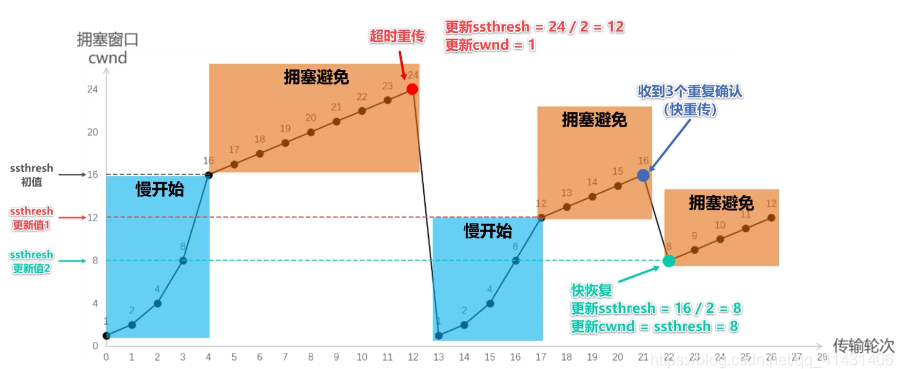 拥塞窗口
cwnd
超时重传
更新ssthresh = 24 / 2 = 12
更新cwnd = 1
拥塞避免
24
24
23
22
21
20
19
18
17
16
20
收到3个重复确认
(快重传)
拥塞避免
ssthresh
初值
16
慢开始
8
4
2
1
16
15
14
13
12
拥塞避免
12
11
10
9
8
ssthresh
更新值1
12
慢开始
8
4
2
1
ssthresh
更新值2
8
快恢复
更新ssthresh = 16 / 2 = 8
更新cwnd = ssthresh = 8
4
0
0 1 2 3 4 5 6 7 8 9 10 11 12 13 14 15 16 17 18 19 20 21 22 23 24 25 26 27 28 29
传输轮次
https://blog.csdn.net/qq_41431406